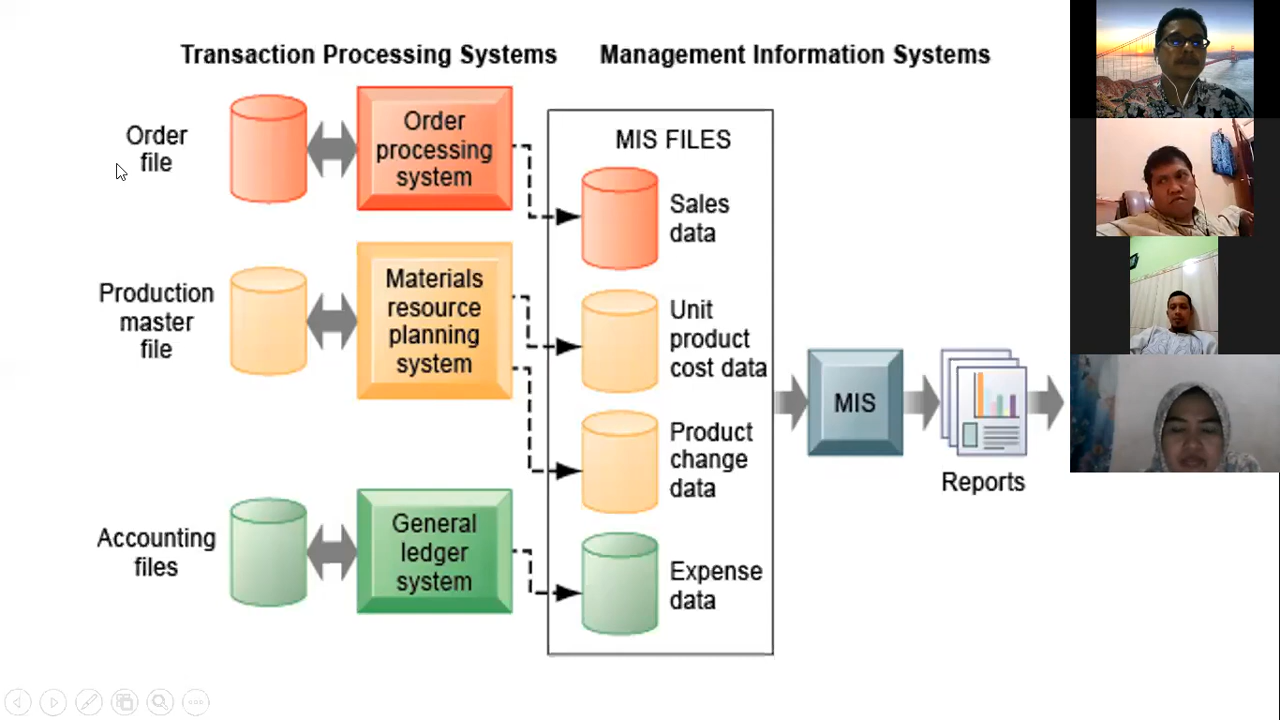 Transaction Processing Systems
Management Information Systems
Order
file
Order
processing
system
MIS FILES
Sales
data
Production
master
file
Materials
resource
planning
system
Unit
product
cost data
Product
change
data
MIS
Reports
Accounting
files
General
ledger
system
Expense
data